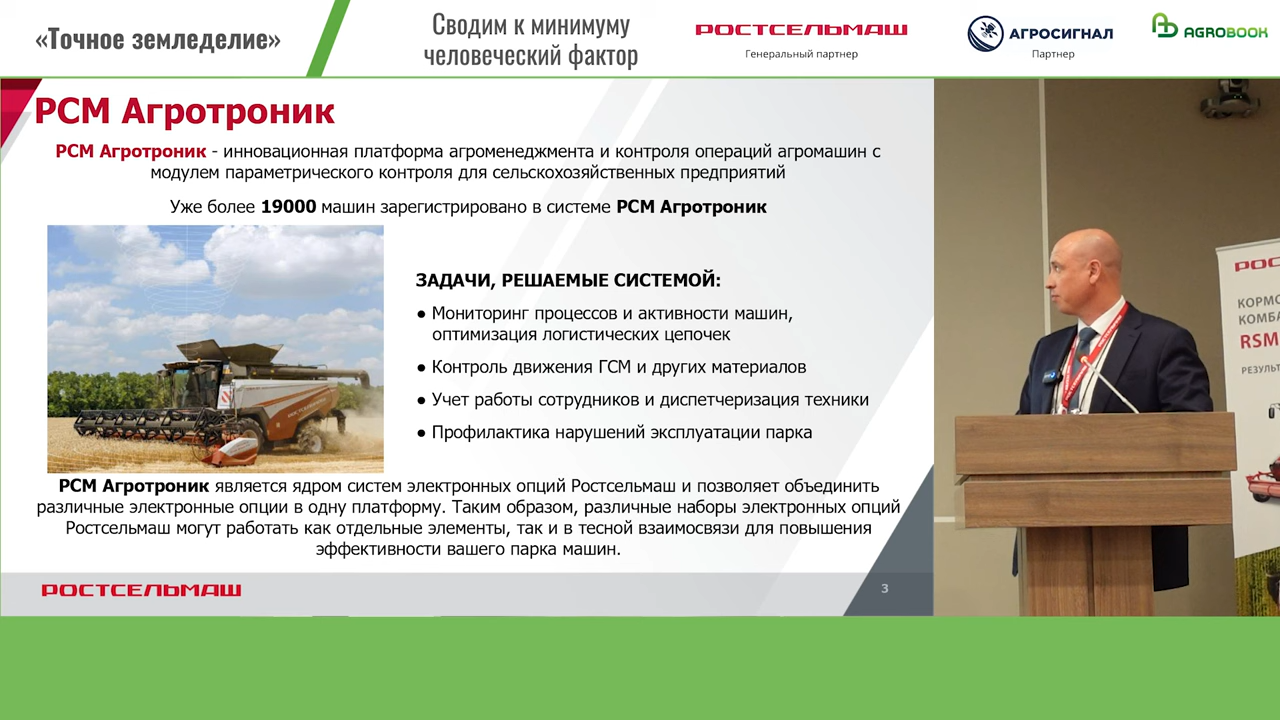 «Точное земледелие»
Сводим к минимуму
человеческий фактор
РОСТСЕЛЬМАШ
Генеральный партнер
АГРОСИГНАЛ
Партнер
AGROBOOK
РСМ Агротроник
РСМ Агротроник - инновационная платформа агроменеджмента и контроля операций агромашин с
модулем параметрического контроля для сельскохозяйственных предприятий
Уже более 19000 машин зарегистрировано в системе РСМ Агротроник
ЗАДАЧИ, РЕШАЕМЫЕ СИСТЕМОЙ:
● Мониторинг процессов и активности машин,
оптимизация логистических цепочек
● Контроль движения ГСМ и других материалов
● Учет работы сотрудников и диспетчеризация техники
● Профилактика нарушений эксплуатации парка
РСМ Агротроник является ядром систем электронных опций Ростсельмаш и позволяет объединить
различные электронные опции в одну платформу. Таким образом, различные наборы электронных опций
Ростсельмаш могут работать как отдельные элементы, так и в тесной взаимосвязи для повышения
эффективности вашего парка машин.
РОСТСЕЛЬМАШ
3
РОСТ
КОРМО
КОМБА
RSM
РЕЗУЛЬТ